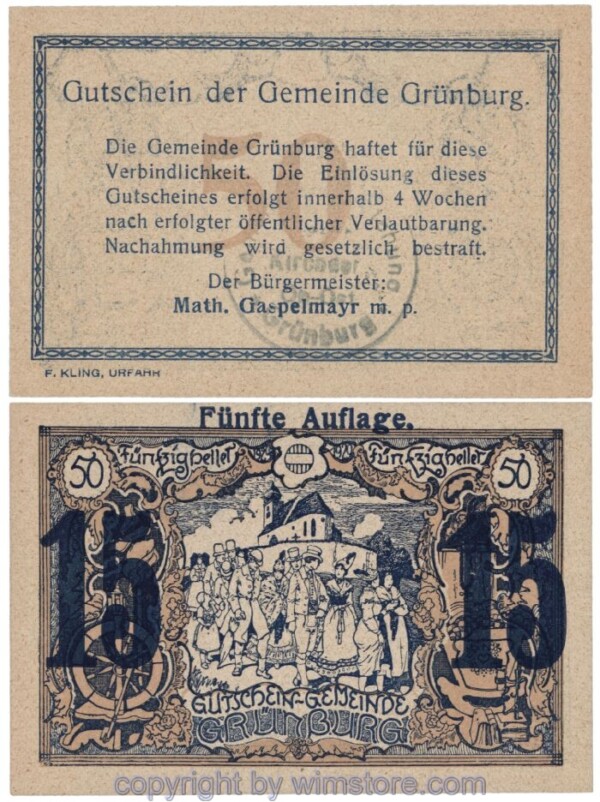 Gutschein der Gemeinde Grünburg.
Die Gemeinde Grünburg haftet für diese
Verbindlichkeit. Die Einlösung dieses
Gutscheines erfolgt innerhalb 4 Wochen
nach erfolgter öffentlicher Verlautbarung.
Nachahmung wird gesetzlich bestraft.
Der Bürgermeister:
Math. Gaspelmayr m. p.
50
Grünburg
F. KLING, URFAHR
Fünfte Auflage.
50 fünfzigheller fünfzigheller 50
15 15
GUTSCHEIN-GEMEINDE
GRÜNBURG
copyright by wimstore.com